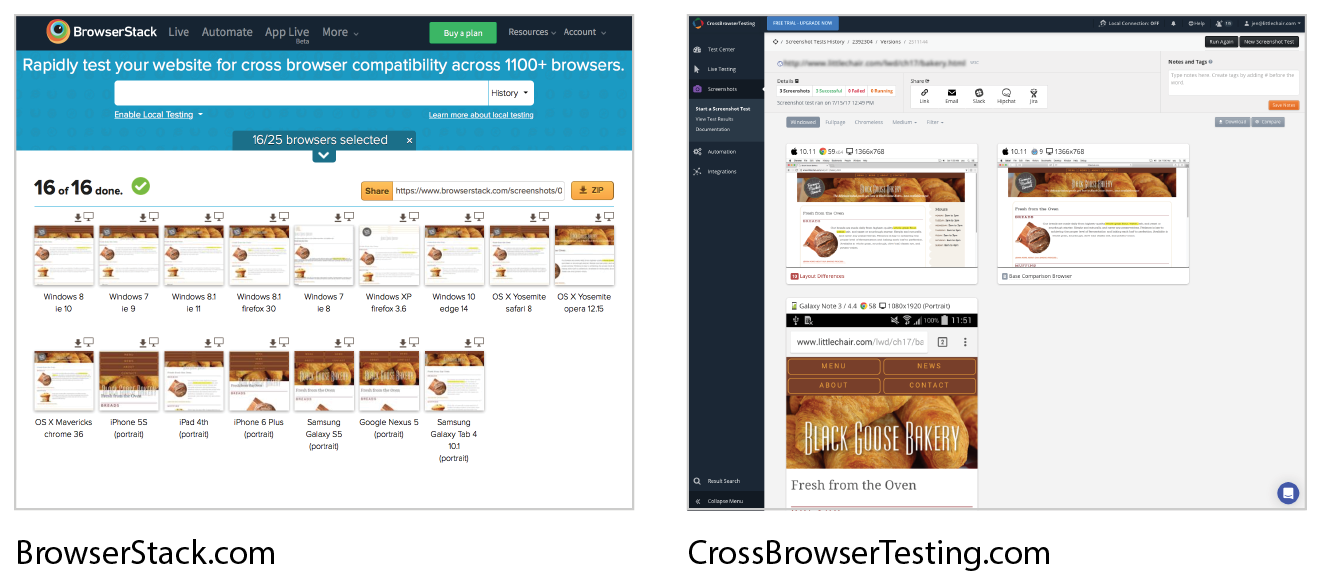 BrowserStack Live Automate App Live More Buy a plan Resources Account
Beta
Rapidly test your website for cross browser compatibility across 1100+ browsers.
History
Enable Local Testing
Learn more about local testing
16/25 browsers selected ×
16 of 16 done.
Share https://www.browserstack.com/screenshots/0 ZIP
Windows 8 Windows 7 Windows 8.1 Windows 8.1 Windows 7 Windows XP Windows 10 OS X Yosemite OS X Yosemite
ie 10 ie 9 ie 11 firefox 30 ie 8 firefox 3.6 edge 14 safari 8 opera 12.15
OS X Mavericks iPhone 5S iPad 4th iPhone 6 Plus Samsung Google Nexus 5 Samsung
chrome 36 (portrait) (portrait) (portrait) Galaxy S5 (portrait) Galaxy Tab 4
(portrait) 10.1
(portrait)
BrowserStack.com
CrossBrowserTesting FREE TRIAL - UPGRADE NOW Local Connection: OFF Help jen@littlechair.com
Test Center
Live Testing
Screenshots
Start a Screenshot Test
View Test Results
Documentation
Automation
Integrations
Result Search
Collapse Menu
/ Screenshot Tests History / 2392304 / Versions /
Run Again New Screenshot Test
Details
3 Screenshots 3 Successful 0 Failed 0 Running
Screenshot test ran on 7/15/17 12:49 PM
Share
Link Email Slack Hipchat Jira
Notes and Tags
Type notes here. Create tags by adding # before the
word.
Save Notes
Windowed Fullpage Chromeless Medium Filter
Download Compare
10.11 59 1366x768
BLACK GOOSE BAKERY
Fresh from the Oven
BREADS
Layout Differences
10.11 9 1366x768
BLACK GOOSE BAKERY
Fresh from the Oven
BREADS
Base Comparison Browser
Galaxy Note 3 / 4.4 58 1080x1920 (Portrait)
100% 11:51
www.littlechair.com/lwd/ch17/ba 2
MENU NEWS
ABOUT CONTACT
BLACK GOOSE BAKERY
Fresh from the Oven
CrossBrowserTesting.com